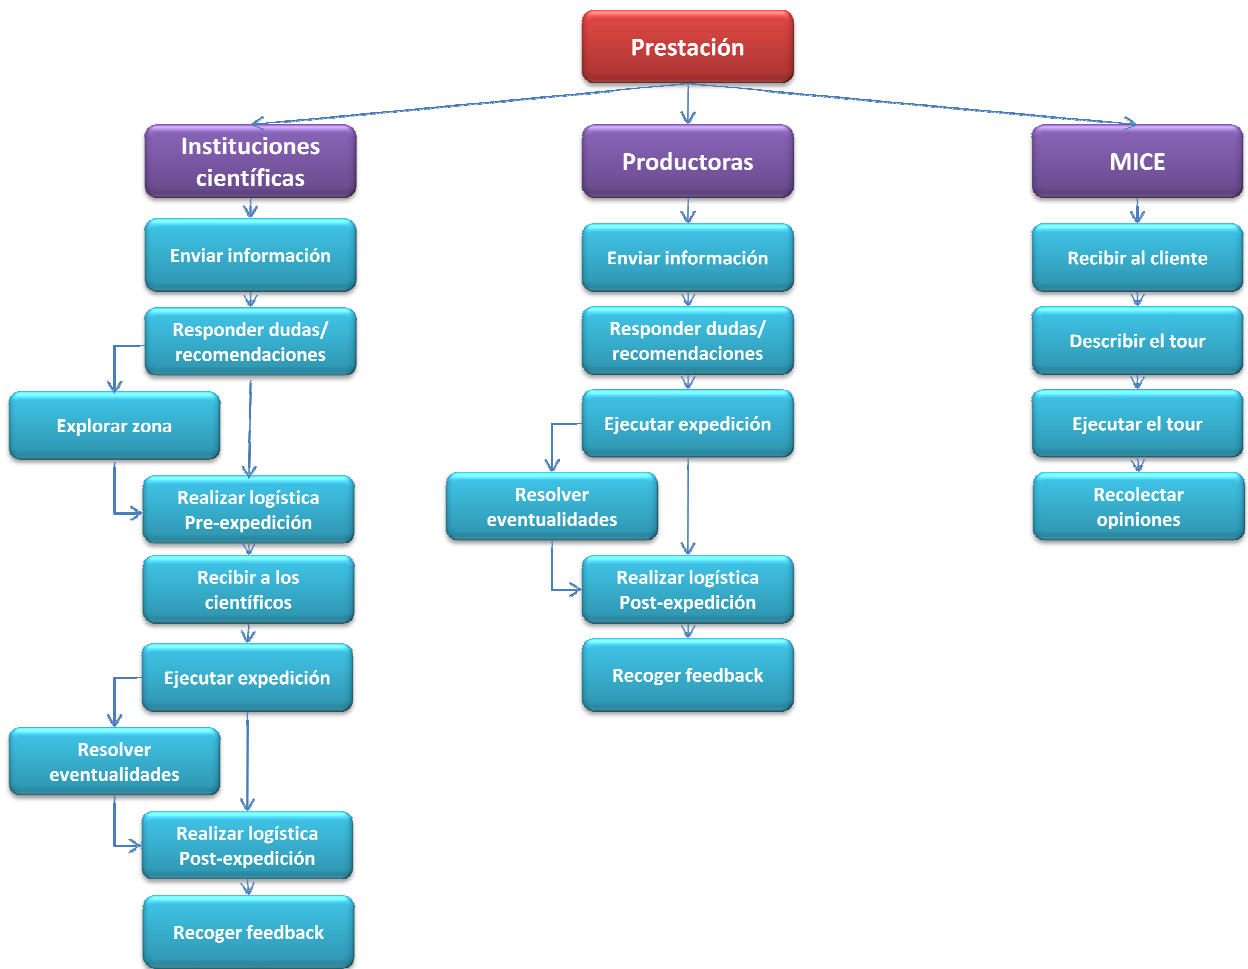 Prestación
Instituciones
científicas
Productoras
MICE
Enviar información
Responder dudas/
recomendaciones
Explorar zona
Realizar logística
Pre-expedición
Recibir a los
científicos
Ejecutar expedición
Resolver
eventualidades
Realizar logística
Post-expedición
Recoger feedback
Enviar información
Responder dudas/
recomendaciones
Ejecutar expedición
Resolver
eventualidades
Realizar logística
Post-expedición
Recoger feedback
Recibir al cliente
Describir el tour
Ejecutar el tour
Recolectar
opiniones